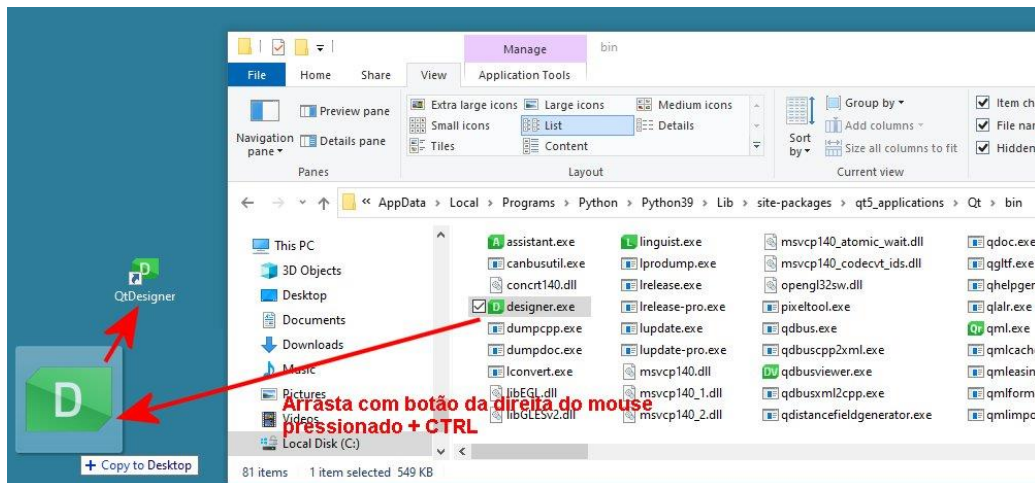 Manage
bin
File
Home
Share
View
Application Tools
Navigation pane
Preview pane
Details pane
Panes
Extra large icons
Large icons
Medium icons
Small icons
List
Details
Tiles
Content
Layout
Sort by
Group by
Add columns
Size all columns to fit
Current view
Item ch
File nar
Hidden
« AppData > Local > Programs > Python > Python39 > Lib > site-packages > qt5_applications > Qt > bin
This PC
3D Objects
Desktop
Documents
Downloads
Music
Pictures
Videos
Local Disk (C:)
assistant.exe
canbusutil.exe
concrt140.dll
designer.exe
dumpcpp.exe
dumpdoc.exe
lconvert.exe
libEGL.dll
libGLESv2.dll
linguist.exe
lprodump.exe
lrelease.exe
lrelease-pro.exe
lupdate.exe
lupdate-pro.exe
msvcp140.dll
msvcp140_1.dll
msvcp140_2.dll
msvcp140_atomic_wait.dll
msvcp140_codecvt_ids.dll
opengl32sw.dll
pixeltool.exe
qdbus.exe
qdbuscpp2xml.exe
qdbusviewer.exe
qdbusxml2cpp.exe
qdistancefieldgenerator.exe
qdoc.exe
qgltf.exe
qhelpger
qlalr.exe
qml.exe
qmlcach
qmleasin
qmlform
qmlimpo
Arrasta com botão da direita do mouse
pressionado + CTRL
D
QtDesigner
D
+ Copy to Desktop
81 items
1 item selected 549 KB